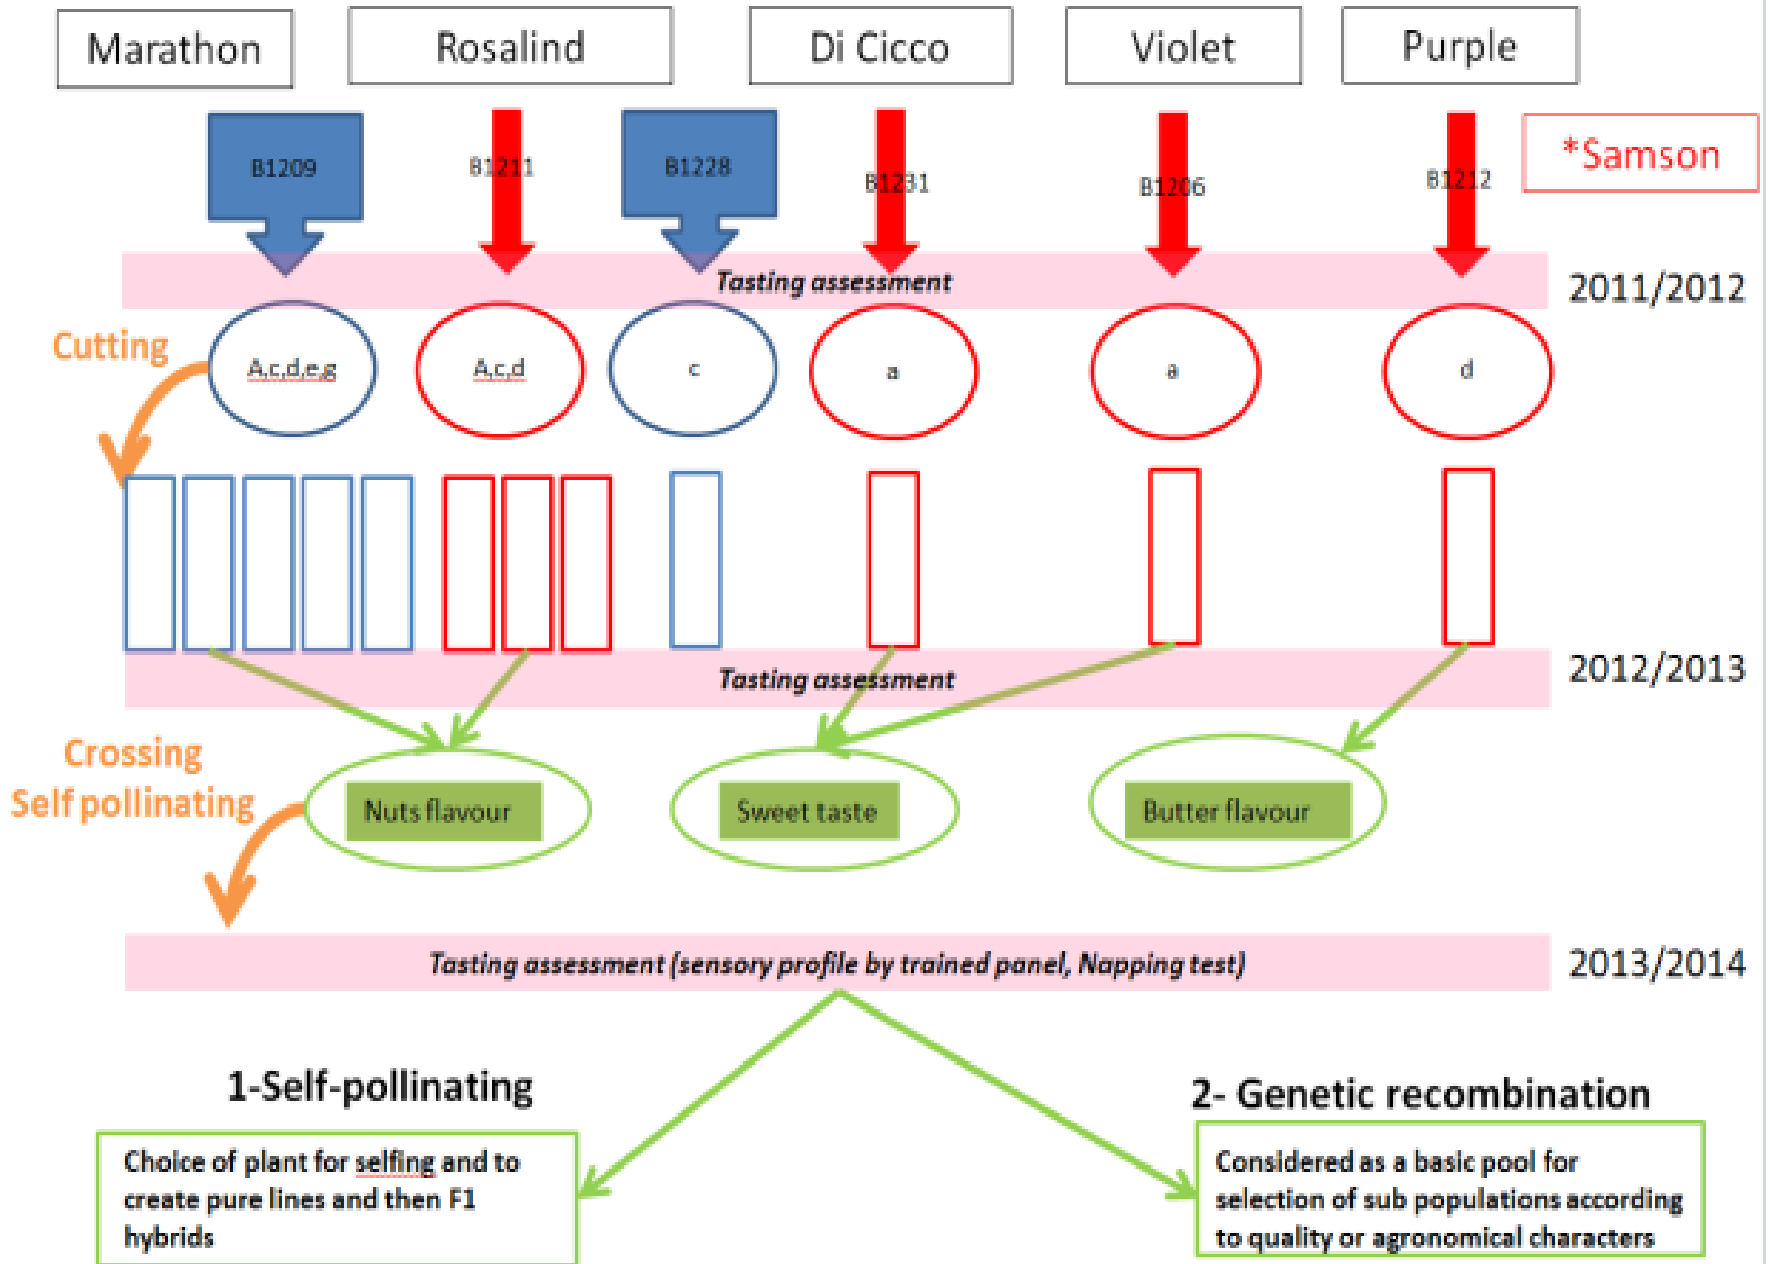 Marathon
Rosalind
Di Cicco
Violet
Purple
*Samson
B1209
B1211
B1228
B1231
B1206
B1212
Tasting assessment
2011/2012
Cutting
A,c,d,e,g
A,c,d
c
a
a
d
Tasting assessment
2012/2013
Crossing
Self pollinating
Nuts flavour
Sweet taste
Butter flavour
Tasting assessment (sensory profile by trained panel, Napping test)
2013/2014
1-Self-pollinating
Choice of plant for selfing and to
create pure lines and then F1
hybrids
2- Genetic recombination
Considered as a basic pool for
selection of sub populations according
to quality or agronomical characters